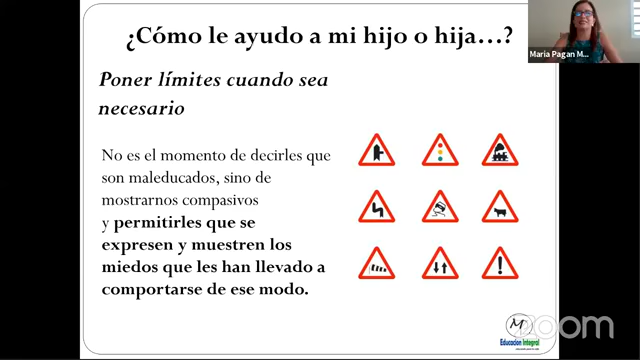 ¿Cómo le ayudo a mi hijo o hija…?
Poner límites cuando sea
necesario
No es el momento de decirles que
son maleducados, sino de
mostrarnos compasivos
y permitirles que se
expresen y muestren los
miedos que les han llevado a
comportarse de ese modo.
Maria Pagan M...
Educacion Integral
zoom